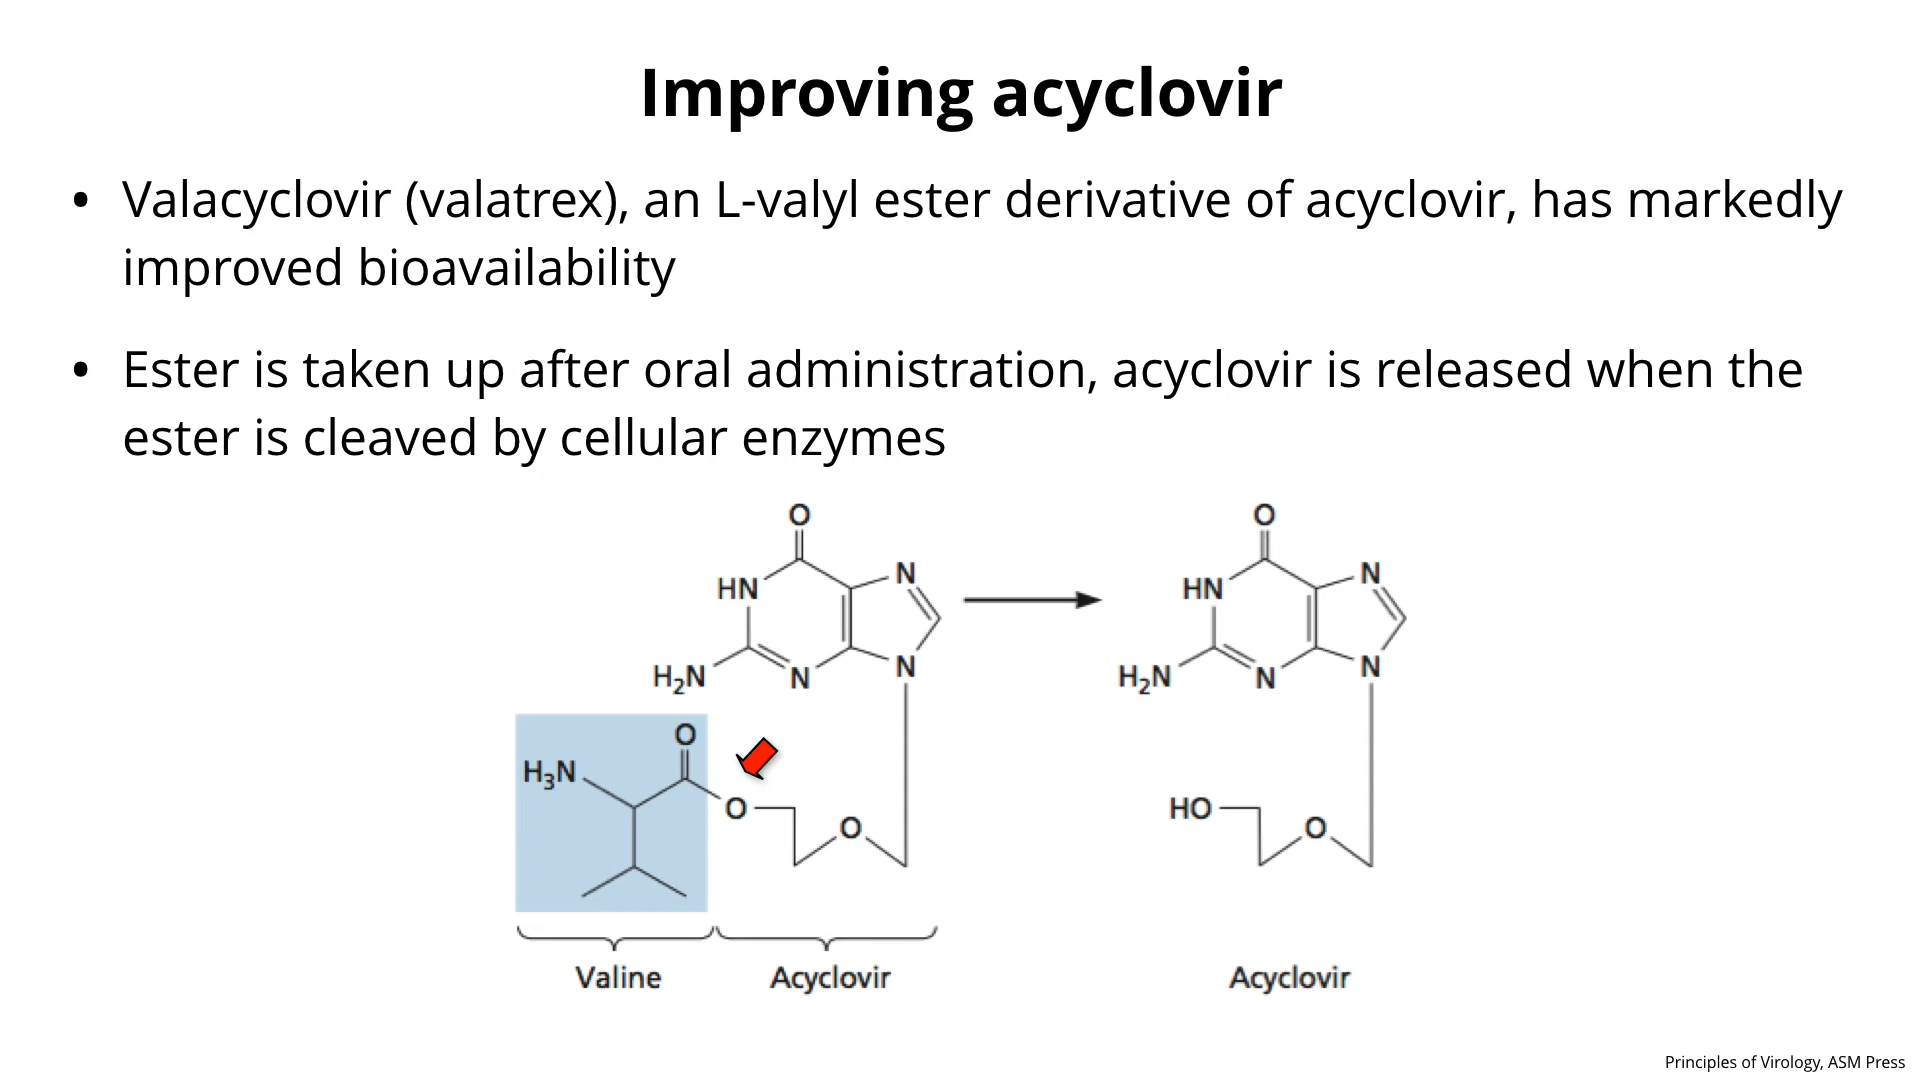 Improving acyclovir
• Valacyclovir (valatrex), an L-valyl ester derivative of acyclovir, has markedly
improved bioavailability
• Ester is taken up after oral administration, acyclovir is released when the
ester is cleaved by cellular enzymes
O
HN
N
H₂N
N
N
H₃N
O
O
O
Valine
Acyclovir
O
HN
N
H₂N
N
N
HO
O
Acyclovir
Principles of Virology, ASM Press